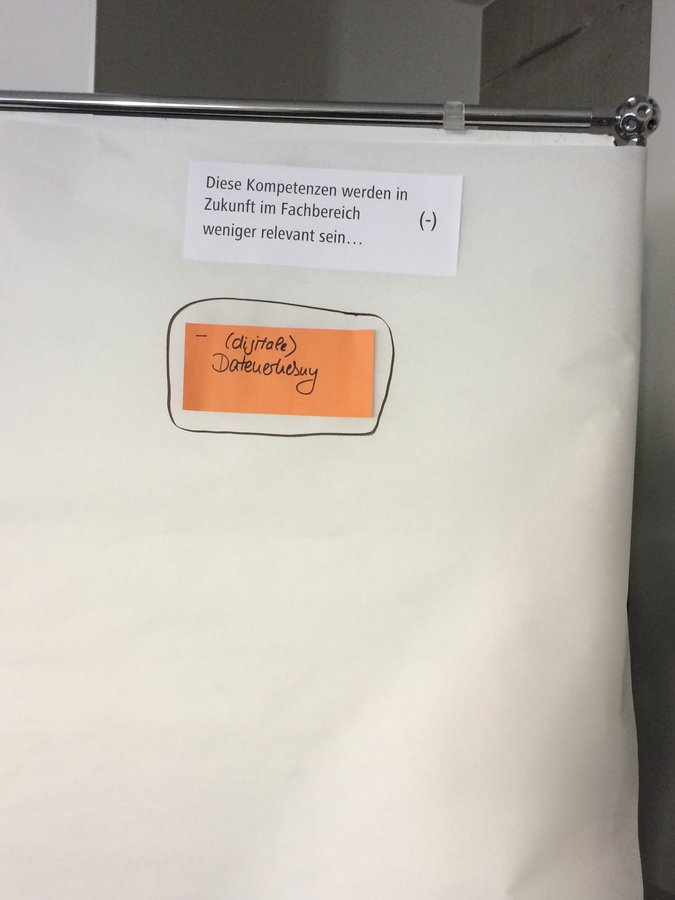 Diese Kompetenzen werden in
Zukunft im Fachbereich
weniger relevant sein…
(-)
– (digitale)
Datenerhebung